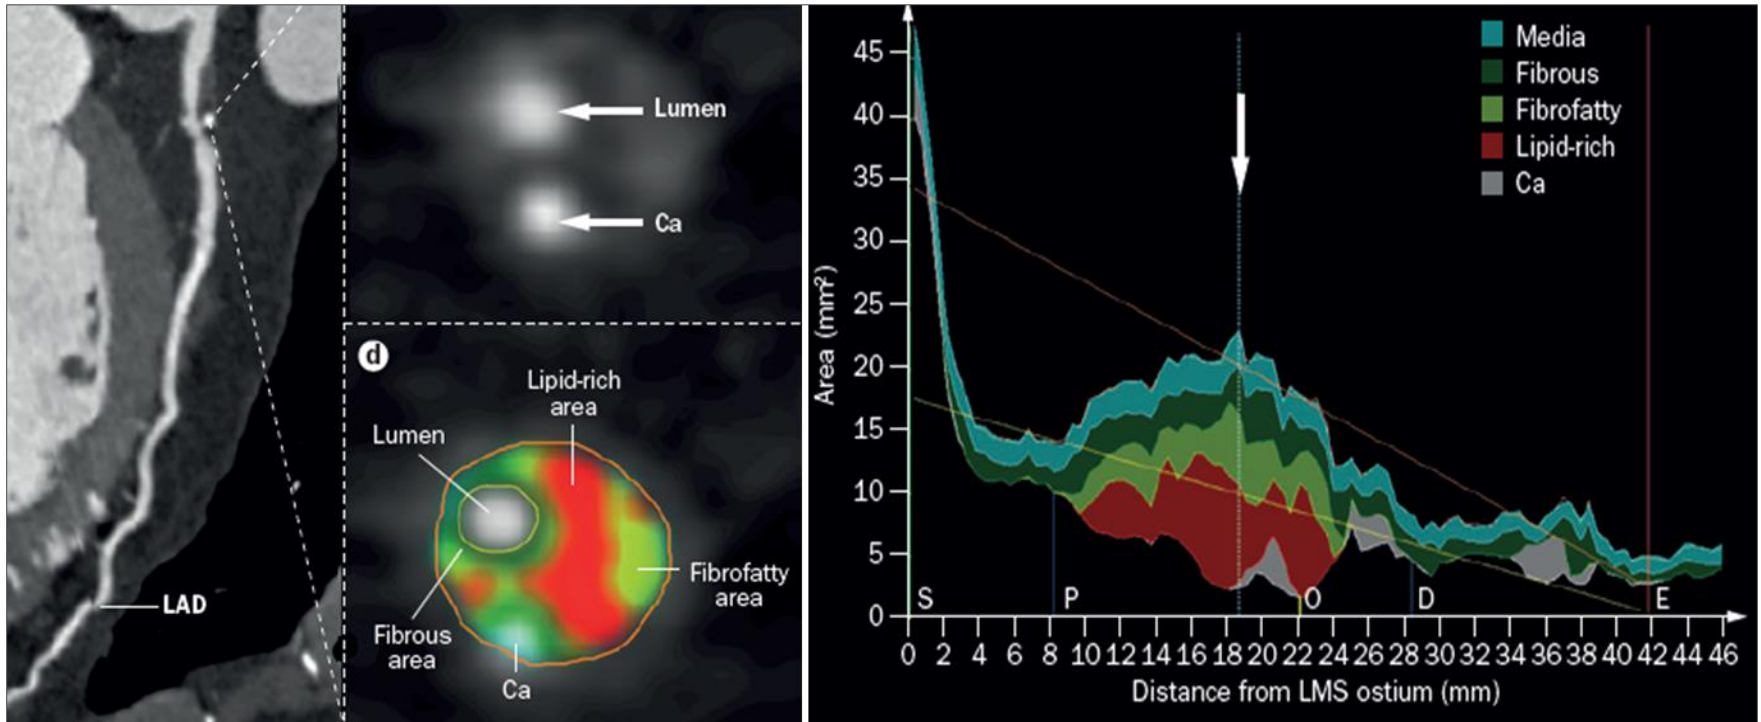 LAD
Lumen
Ca
d
Lipid-rich
area
Lumen
Fibrofatty
area
Fibrous
area
Ca
Media
Fibrous
Fibrofatty
Lipid-rich
Ca
Area (mm²)
45
40
35
30
25
20
15
10
5
0
S
P
O
D
E
0 2 4 6 8 10 12 14 16 18 20 22 24 26 28 30 32 34 36 38 40 42 44 46
Distance from LMS ostium (mm)